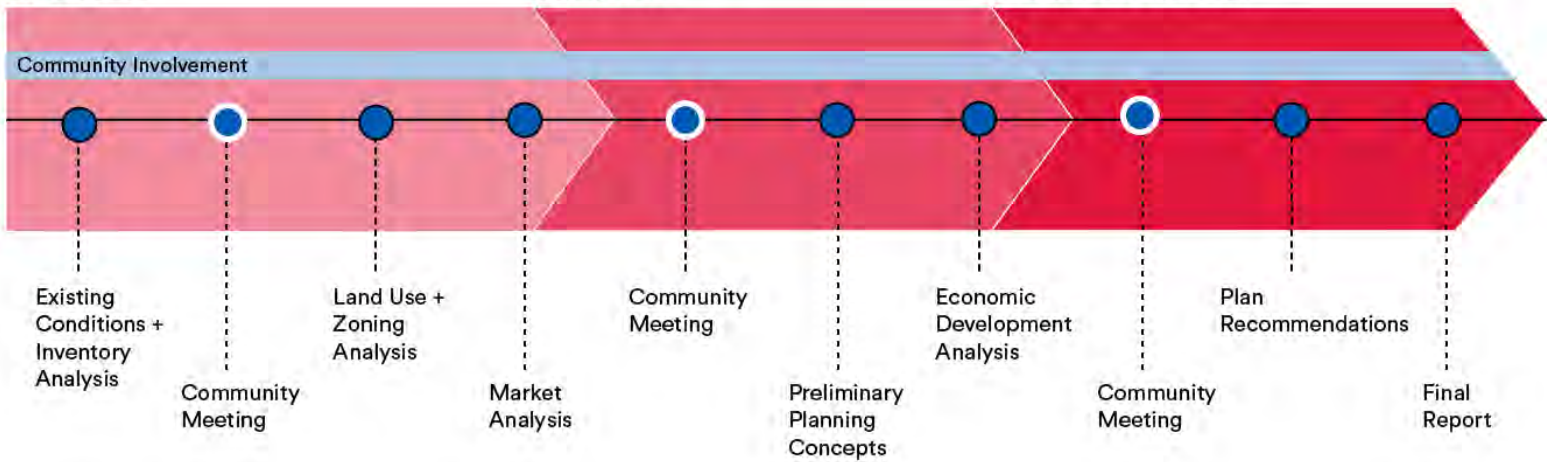 Community Involvement
Existing
Conditions +
Inventory
Analysis
Community
Meeting
Land Use +
Zoning
Analysis
Market
Analysis
Community
Meeting
Preliminary
Planning
Concepts
Economic
Development
Analysis
Community
Meeting
Plan
Recommendations
Final
Report